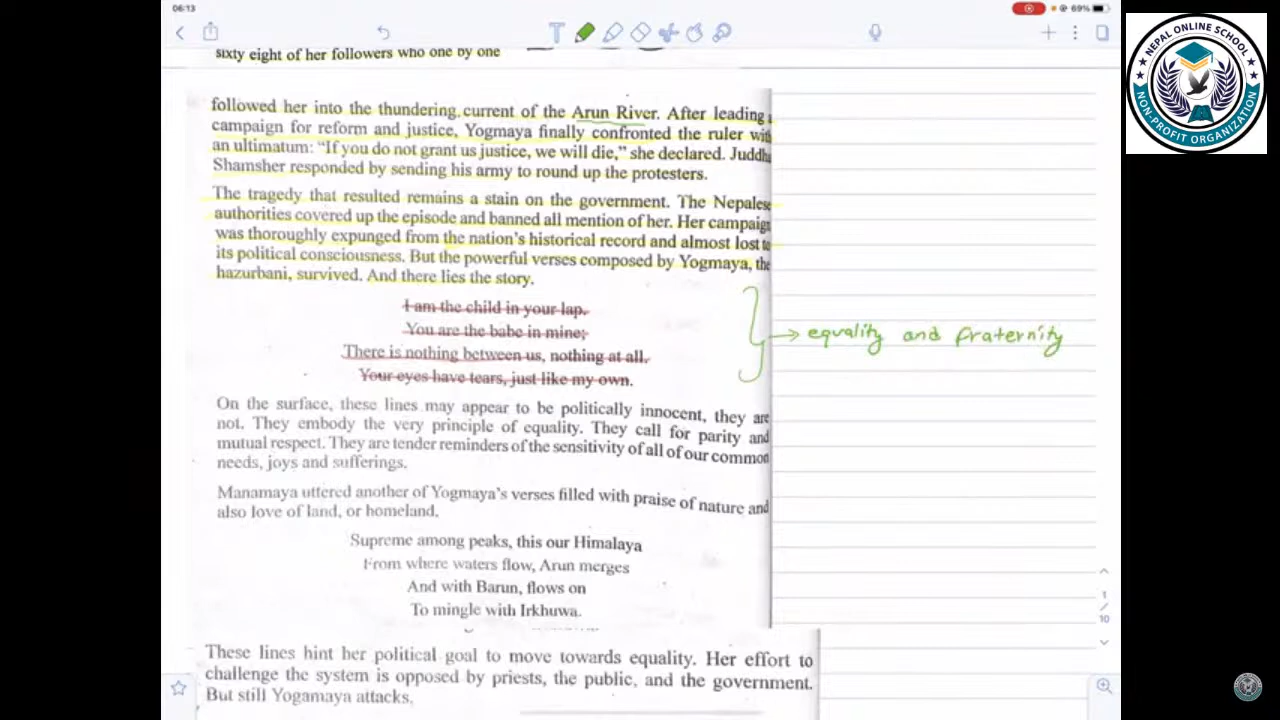 06:13
69%
T
NEPAL ONLINE SCHOOL
NON-PROFIT ORGANIZATION
sixty eight of her followers who one by one
followed her into the thundering current of the Arun River. After leading a
campaign for reform and justice, Yogmaya finally confronted the ruler with
an ultimatum: “If you do not grant us justice, we will die,” she declared. Juddha
Shamsher responded by sending his army to round up the protesters.
The tragedy that resulted remains a stain on the government. The Nepalese
authorities covered up the episode and banned all mention of her. Her campaign
was thoroughly expunged from the nation's historical record and almost lost to
its political consciousness. But the powerful verses composed by Yogmaya, the
hazurbani, survived. And there lies the story.
I am the child in your lap.
You are the babe in mine;
There is nothing between us, nothing at all.
Your eyes have tears, just like my own.
→ equality and fraternity
On the surface, these lines may appear to be politically innocent, they are
not. They embody the very principle of equality. They call for parity and
mutual respect. They are tender reminders of the sensitivity of all of our common
needs, joys and sufferings.
Manamaya uttered another of Yogmaya's verses filled with praise of nature and
also love of land, or homeland.
Supreme among peaks, this our Himalaya
From where waters flow, Arun merges
And with Barun, flows on
To mingle with Irkhuwa.
1
/
10
These lines hint her political goal to move towards equality. Her effort to
challenge the system is opposed by priests, the public, and the government.
But still Yogamaya attacks,